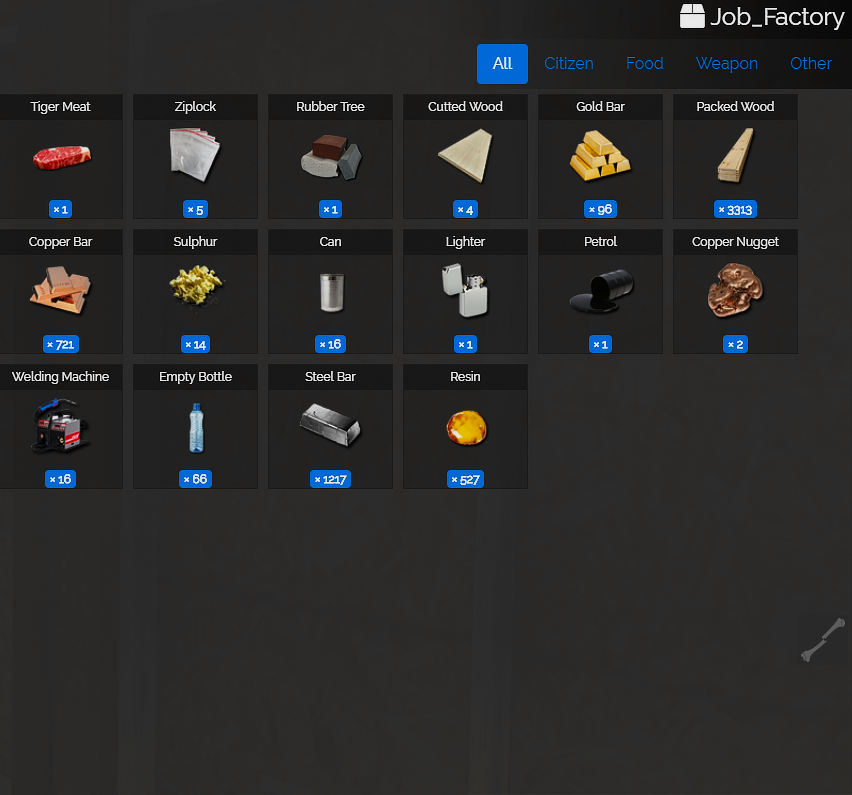 Job_Factory
All Citizen Food Weapon Other
Tiger Meat Ziplock Rubber Tree Cutted Wood Gold Bar Packed Wood
× 1 × 5 × 1 × 4 × 96 × 3313
Copper Bar Sulphur Can Lighter Petrol Copper Nugget
× 721 × 14 × 16 × 1 × 1 × 2
Welding Machine Empty Bottle Steel Bar Resin
× 16 × 66 × 1217 × 527